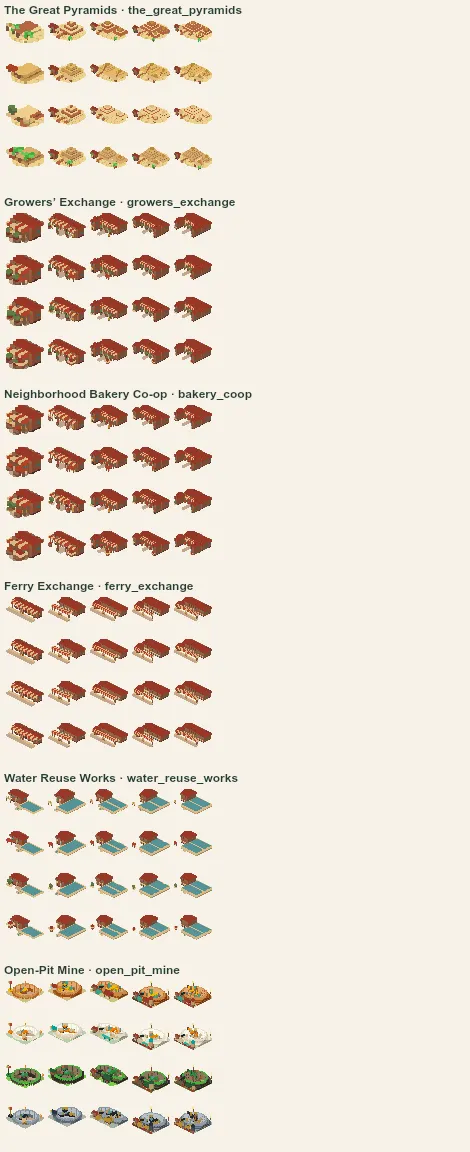 The Great Pyramids · the_great_pyramids
Growers' Exchange · growers_exchange
Neighborhood Bakery Co-op · bakery_coop
Ferry Exchange · ferry_exchange
Water Reuse Works · water_reuse_works
Open-Pit Mine · open_pit_mine